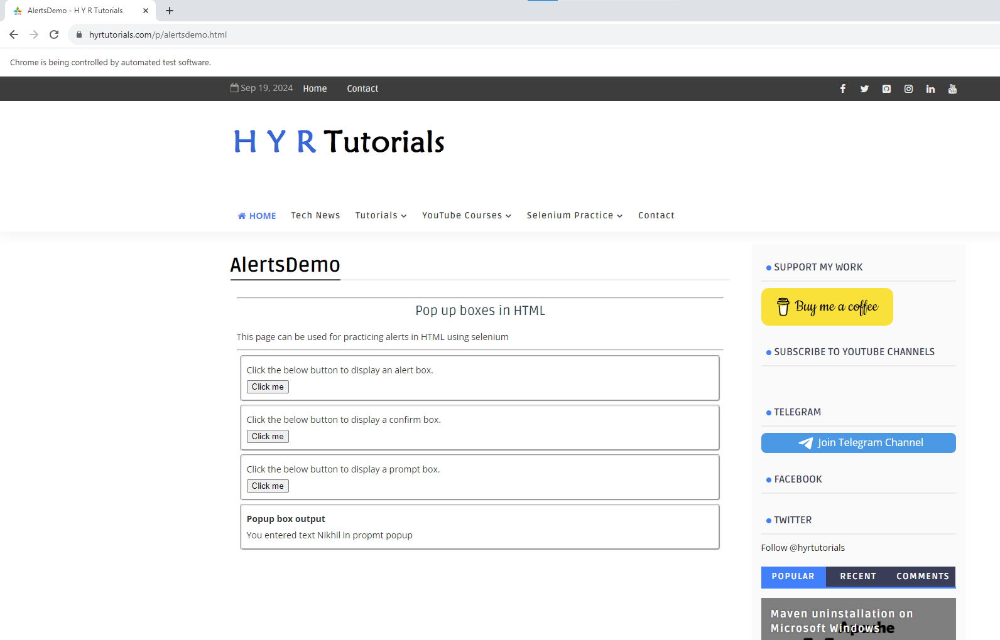 AlertsDemo - H Y R Tutorials
hyrtutorials.com/p/alertsdemo.html
Chrome is being controlled by automated test software.
Sep 19, 2024 Home Contact
H Y R Tutorials
HOME Tech News Tutorials YouTube Courses Selenium Practice Contact
AlertsDemo
Pop up boxes in HTML
This page can be used for practicing alerts in HTML using selenium
Click the below button to display an alert box.
Click me
Click the below button to display a confirm box.
Click me
Click the below button to display a prompt box.
Click me
Popup box output
You entered text Nikhil in propmt popup
SUPPORT MY WORK
Buy me a coffee
SUBSCRIBE TO YOUTUBE CHANNELS
TELEGRAM
Join Telegram Channel
FACEBOOK
TWITTER
Follow @hyrtutorials
POPULAR RECENT COMMENTS
Maven uninstallation on
Microsoft Windows
Apache